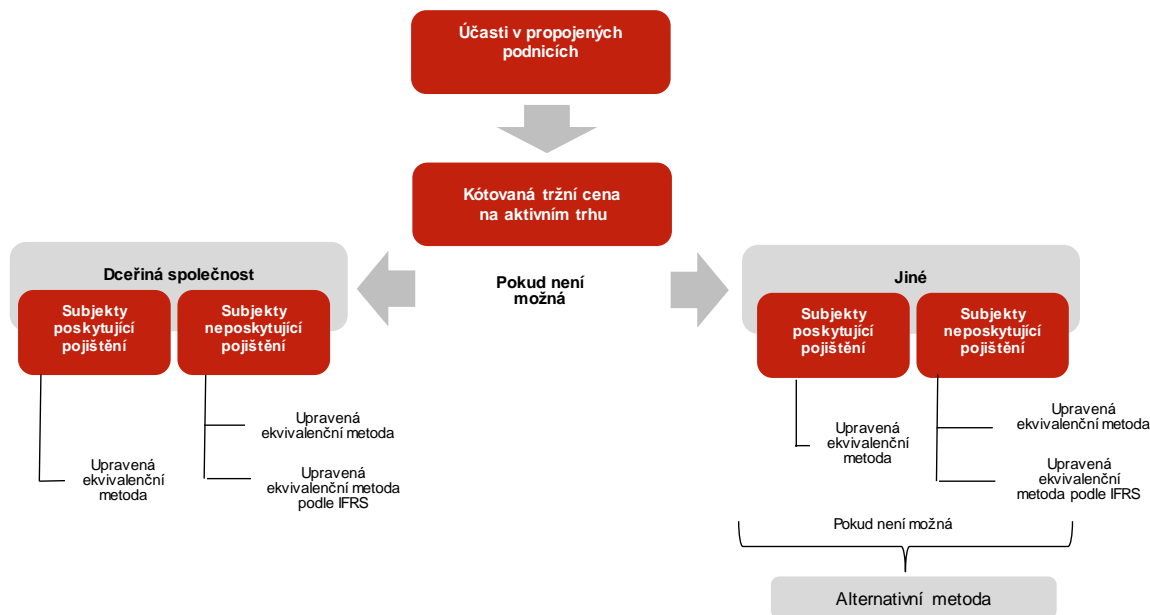 Účasti v propojených
podnicích
Kótovaná tržní cena
na aktivním trhu
Pokud není
možná
Dceřiná společnost
Subjekty
poskytující
pojištění
Subjekty
neposkytující
pojištění
Upravená
ekvivalenční
metoda
Upravená
ekvivalenční metoda
Upravená
ekvivalenční metoda
podle IFRS
Jiné
Subjekty
poskytující
pojištění
Subjekty
neposkytující
pojištění
Upravená
ekvivalenční
metoda
Upravená
ekvivalenční metoda
Upravená
ekvivalenční
metoda podle IFRS
Pokud není možná
Alternativní metoda